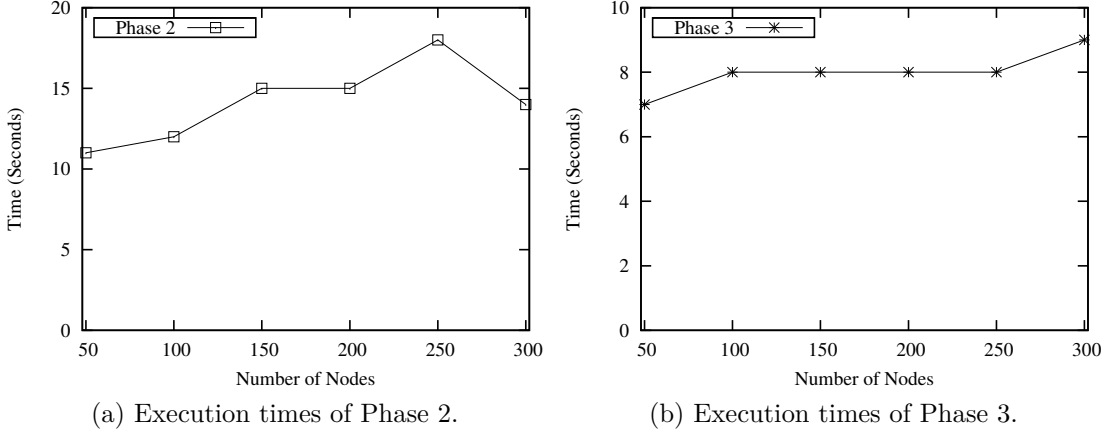 20
15
10
5
0
Time (Seconds)
Phase 2
50 100 150 200 250 300
Number of Nodes
(a) Execution times of Phase 2.
10
8
6
4
2
0
Time (Seconds)
Phase 3
50 100 150 200 250 300
Number of Nodes
(b) Execution times of Phase 3.